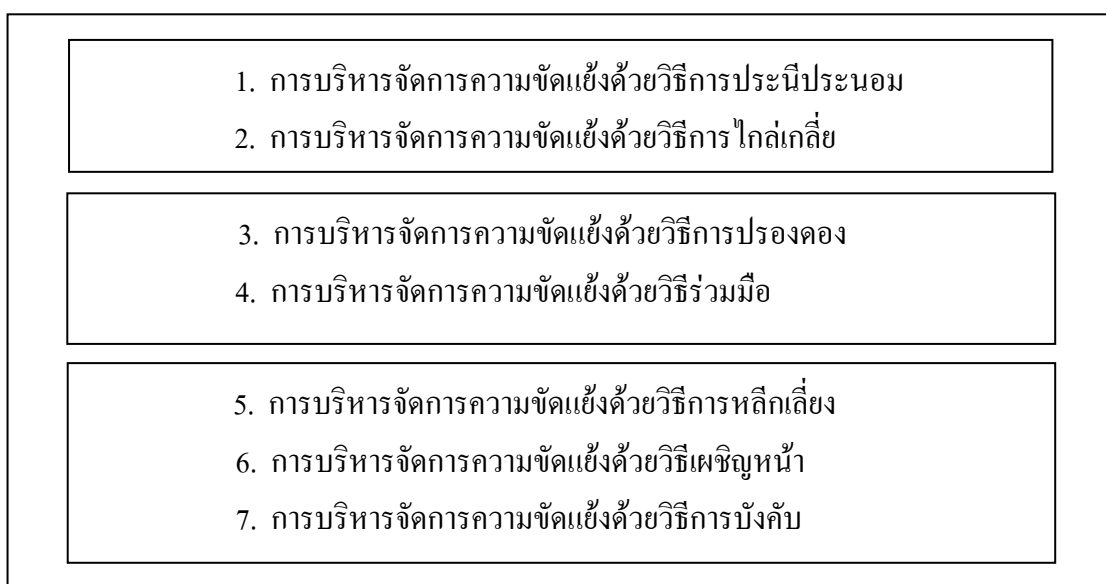 1. การบริหารจัดการความขัดแย้งด้วยวิธีการประนีประนอม
2. การบริหารจัดการความขัดแย้งด้วยวิธีการไกล่เกลี่ย
3. การบริหารจัดการความขัดแย้งด้วยวิธีการปรองดอง
4. การบริหารจัดการความขัดแย้งด้วยวิธีร่วมมือ
5. การบริหารจัดการความขัดแย้งด้วยวิธีการหลีกเลี่ยง
6. การบริหารจัดการความขัดแย้งด้วยวิธีเผชิญหน้า
7. การบริหารจัดการความขัดแย้งด้วยวิธีการบังคับ